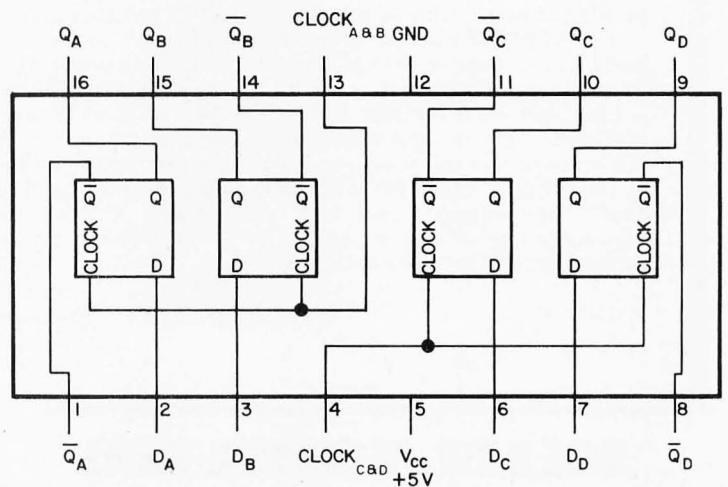 Q_A Q_B Q̅_B CLOCK_A&B GND Q̅_C Q_C Q_D
16 15 14 13 12 11 10 9
Q̅ Q Q Q̅ Q̅ Q Q Q̅
CLOCK D D CLOCK CLOCK D D CLOCK
1 2 3 4 5 6 7 8
Q̅_A D_A D_B CLOCK_C&D V_CC D_C D_D Q̅_D
+5V